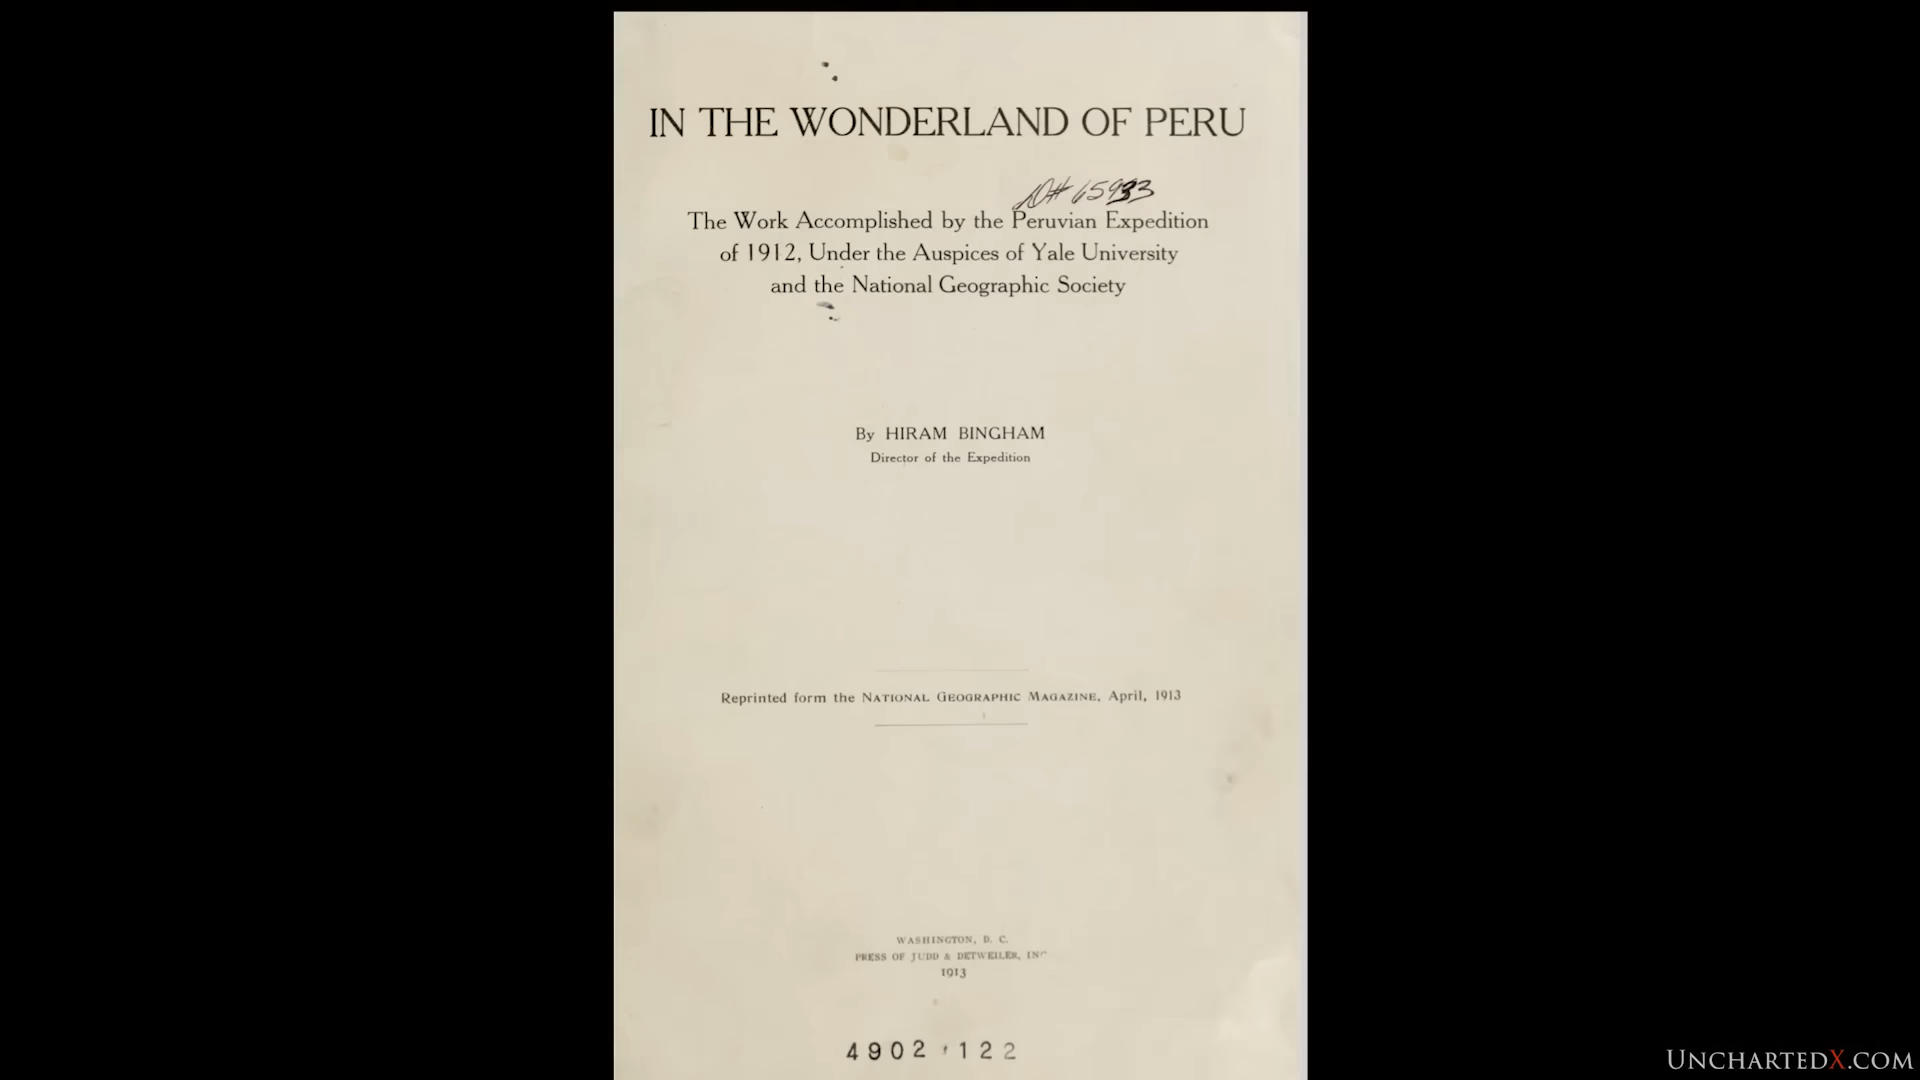 IN THE WONDERLAND OF PERU
The Work Accomplished by the Peruvian Expedition
of 1912, Under the Auspices of Yale University
and the National Geographic Society
By HIRAM BINGHAM
Director of the Expedition
Reprinted form the NATIONAL GEOGRAPHIC MAGAZINE, April, 1913
WASHINGTON, D. C.
PRESS OF JUDD & DETWEILER, INC
1913
4902 122
UNCHARTEDX.COM